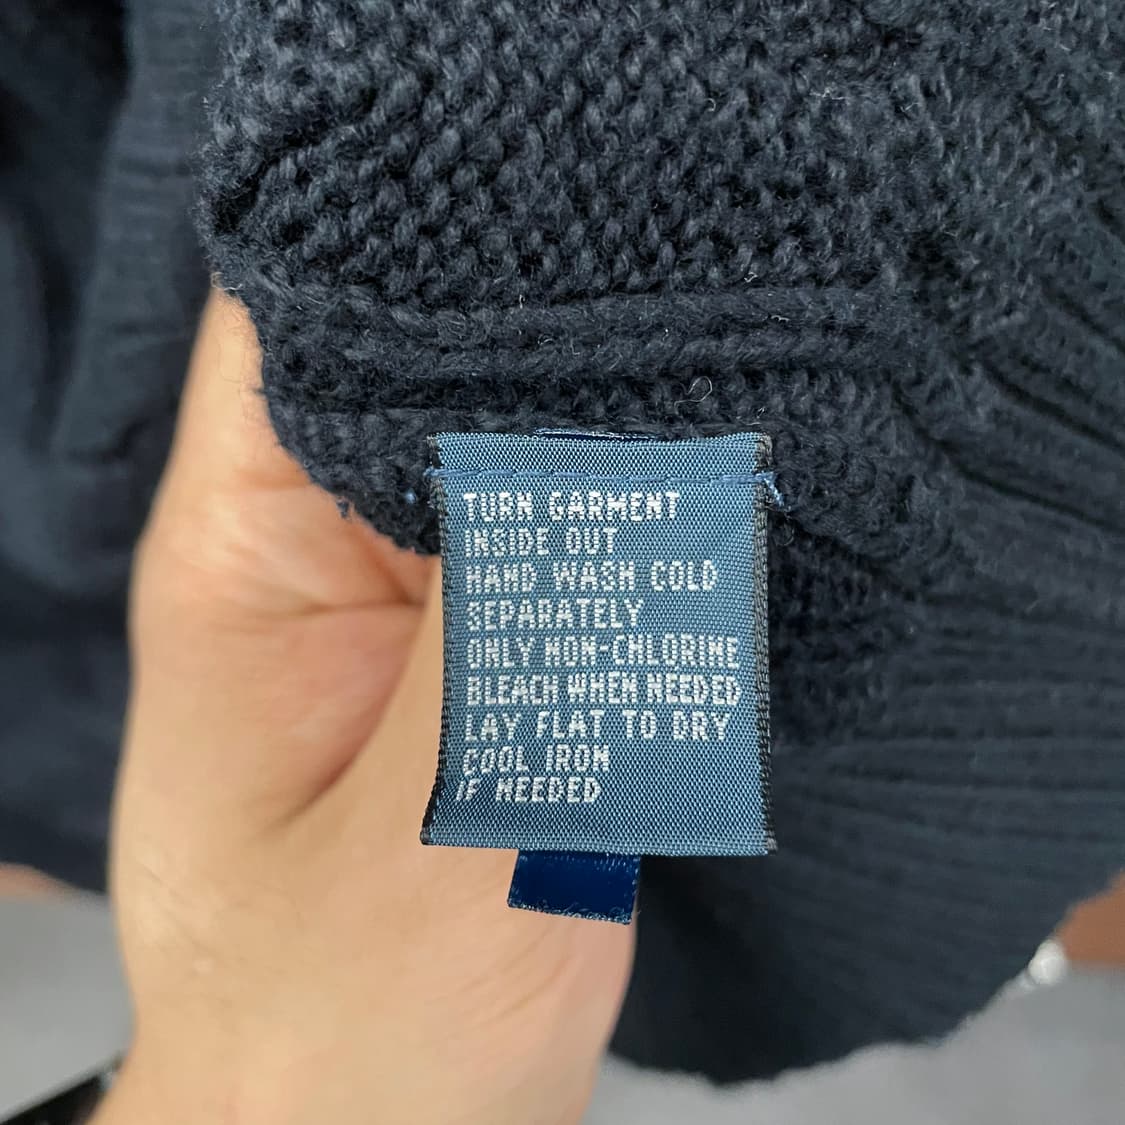 TURN GARMENT
INSIDE OUT
HAND WASH COLD
SEPARATELY
ONLY NON-CHLORINE
BLEACH WHEN NEEDED
LAY FLAT TO DRY
COOL IRON
IF NEEDED